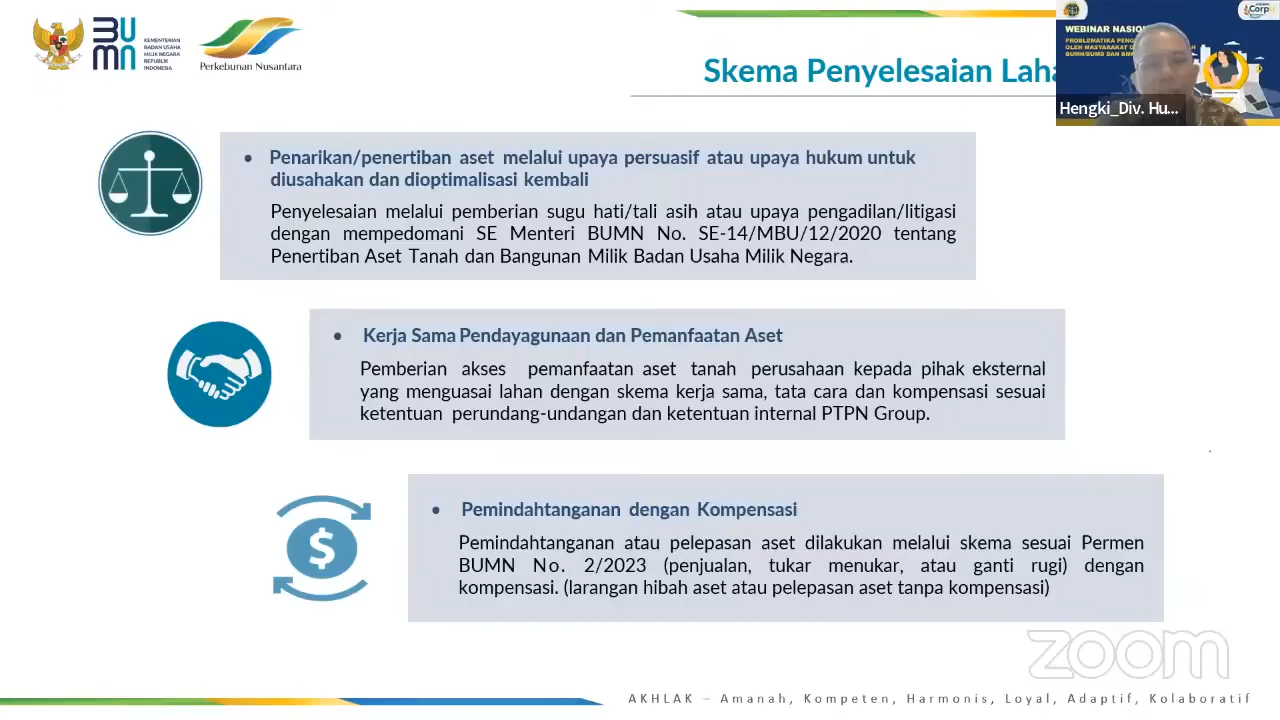 BUMN
KEMENTERIAN
BADAN USAHA
MILIK NEGARA
REPUBLIK
INDONESIA
Perkebunan Nusantara
Skema Penyelesaian Laha
WEBINAR NASION
PROBLEMATIKA PENG
OLEH MASYARAKAT D
BUMN/BUMD DAN BM
CorpU
Hengki_Div. Hu...
• Penarikan/penertiban aset melalui upaya persuasif atau upaya hukum untuk
diusahakan dan dioptimalisasi kembali
Penyelesaian melalui pemberian sugu hati/tali asih atau upaya pengadilan/litigasi
dengan mempedomani SE Menteri BUMN No. SE-14/MBU/12/2020 tentang
Penertiban Aset Tanah dan Bangunan Milik Badan Usaha Milik Negara.
• Kerja Sama Pendayagunaan dan Pemanfaatan Aset
Pemberian akses pemanfaatan aset tanah perusahaan kepada pihak eksternal
yang menguasai lahan dengan skema kerja sama, tata cara dan kompensasi sesuai
ketentuan perundang-undangan dan ketentuan internal PTPN Group.
$
• Pemindahtanganan dengan Kompensasi
Pemindahtanganan atau pelepasan aset dilakukan melalui skema sesuai Permen
BUMN No. 2/2023 (penjualan, tukar menukar, atau ganti rugi) dengan
kompensasi. (larangan hibah aset atau pelepasan aset tanpa kompensasi)
zoom
AKHLAK – Amanah, Kompeten, Harmonis, Loyal, Adaptif, Kolaboratif